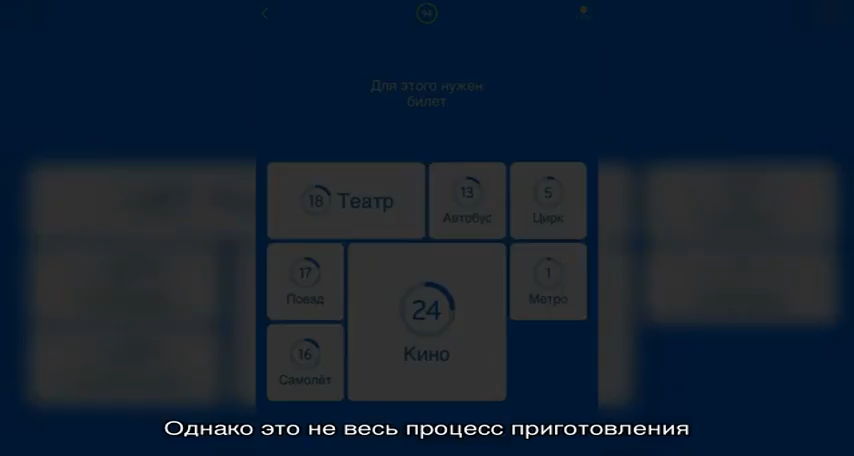 94
Для этого нужен
билет
18 Театр
13
Автобус
5
Цирк
17
Поезд
24
Кино
1
Метро
16
Самолёт
Однако это не весь процесс приготовления